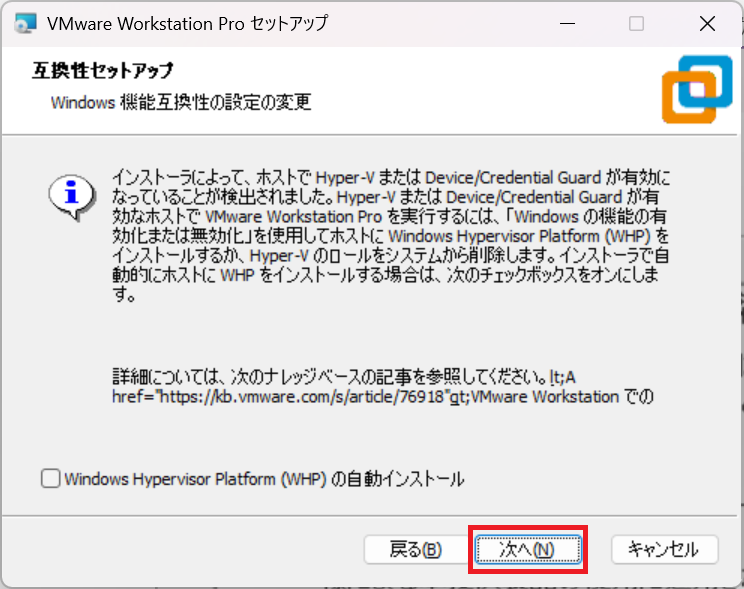 VMware Workstation Pro セットアップ
互換性セットアップ
Windows 機能互換性の設定の変更
インストーラによって、ホストで Hyper-V または Device/Credential Guard が有効に
なっていることが検出されました。Hyper-V または Device/Credential Guard が有
効なホストで VMware Workstation Pro を実行するには、「Windows の機能の有
効化または無効化」を使用してホストに Windows Hypervisor Platform (WHP) を
インストールするか、Hyper-V のロールをシステムから削除します。インストーラで自
動的にホストに WHP をインストールする場合は、次のチェックボックスをオンにしま
す。
詳細については、次のナレッジベースの記事を参照してください。lt;A
href="https://kb.vmware.com/s/article/76918"gt;VMware Workstation での
Windows Hypervisor Platform (WHP) の自動インストール
戻る(B) 次へ(N) キャンセル